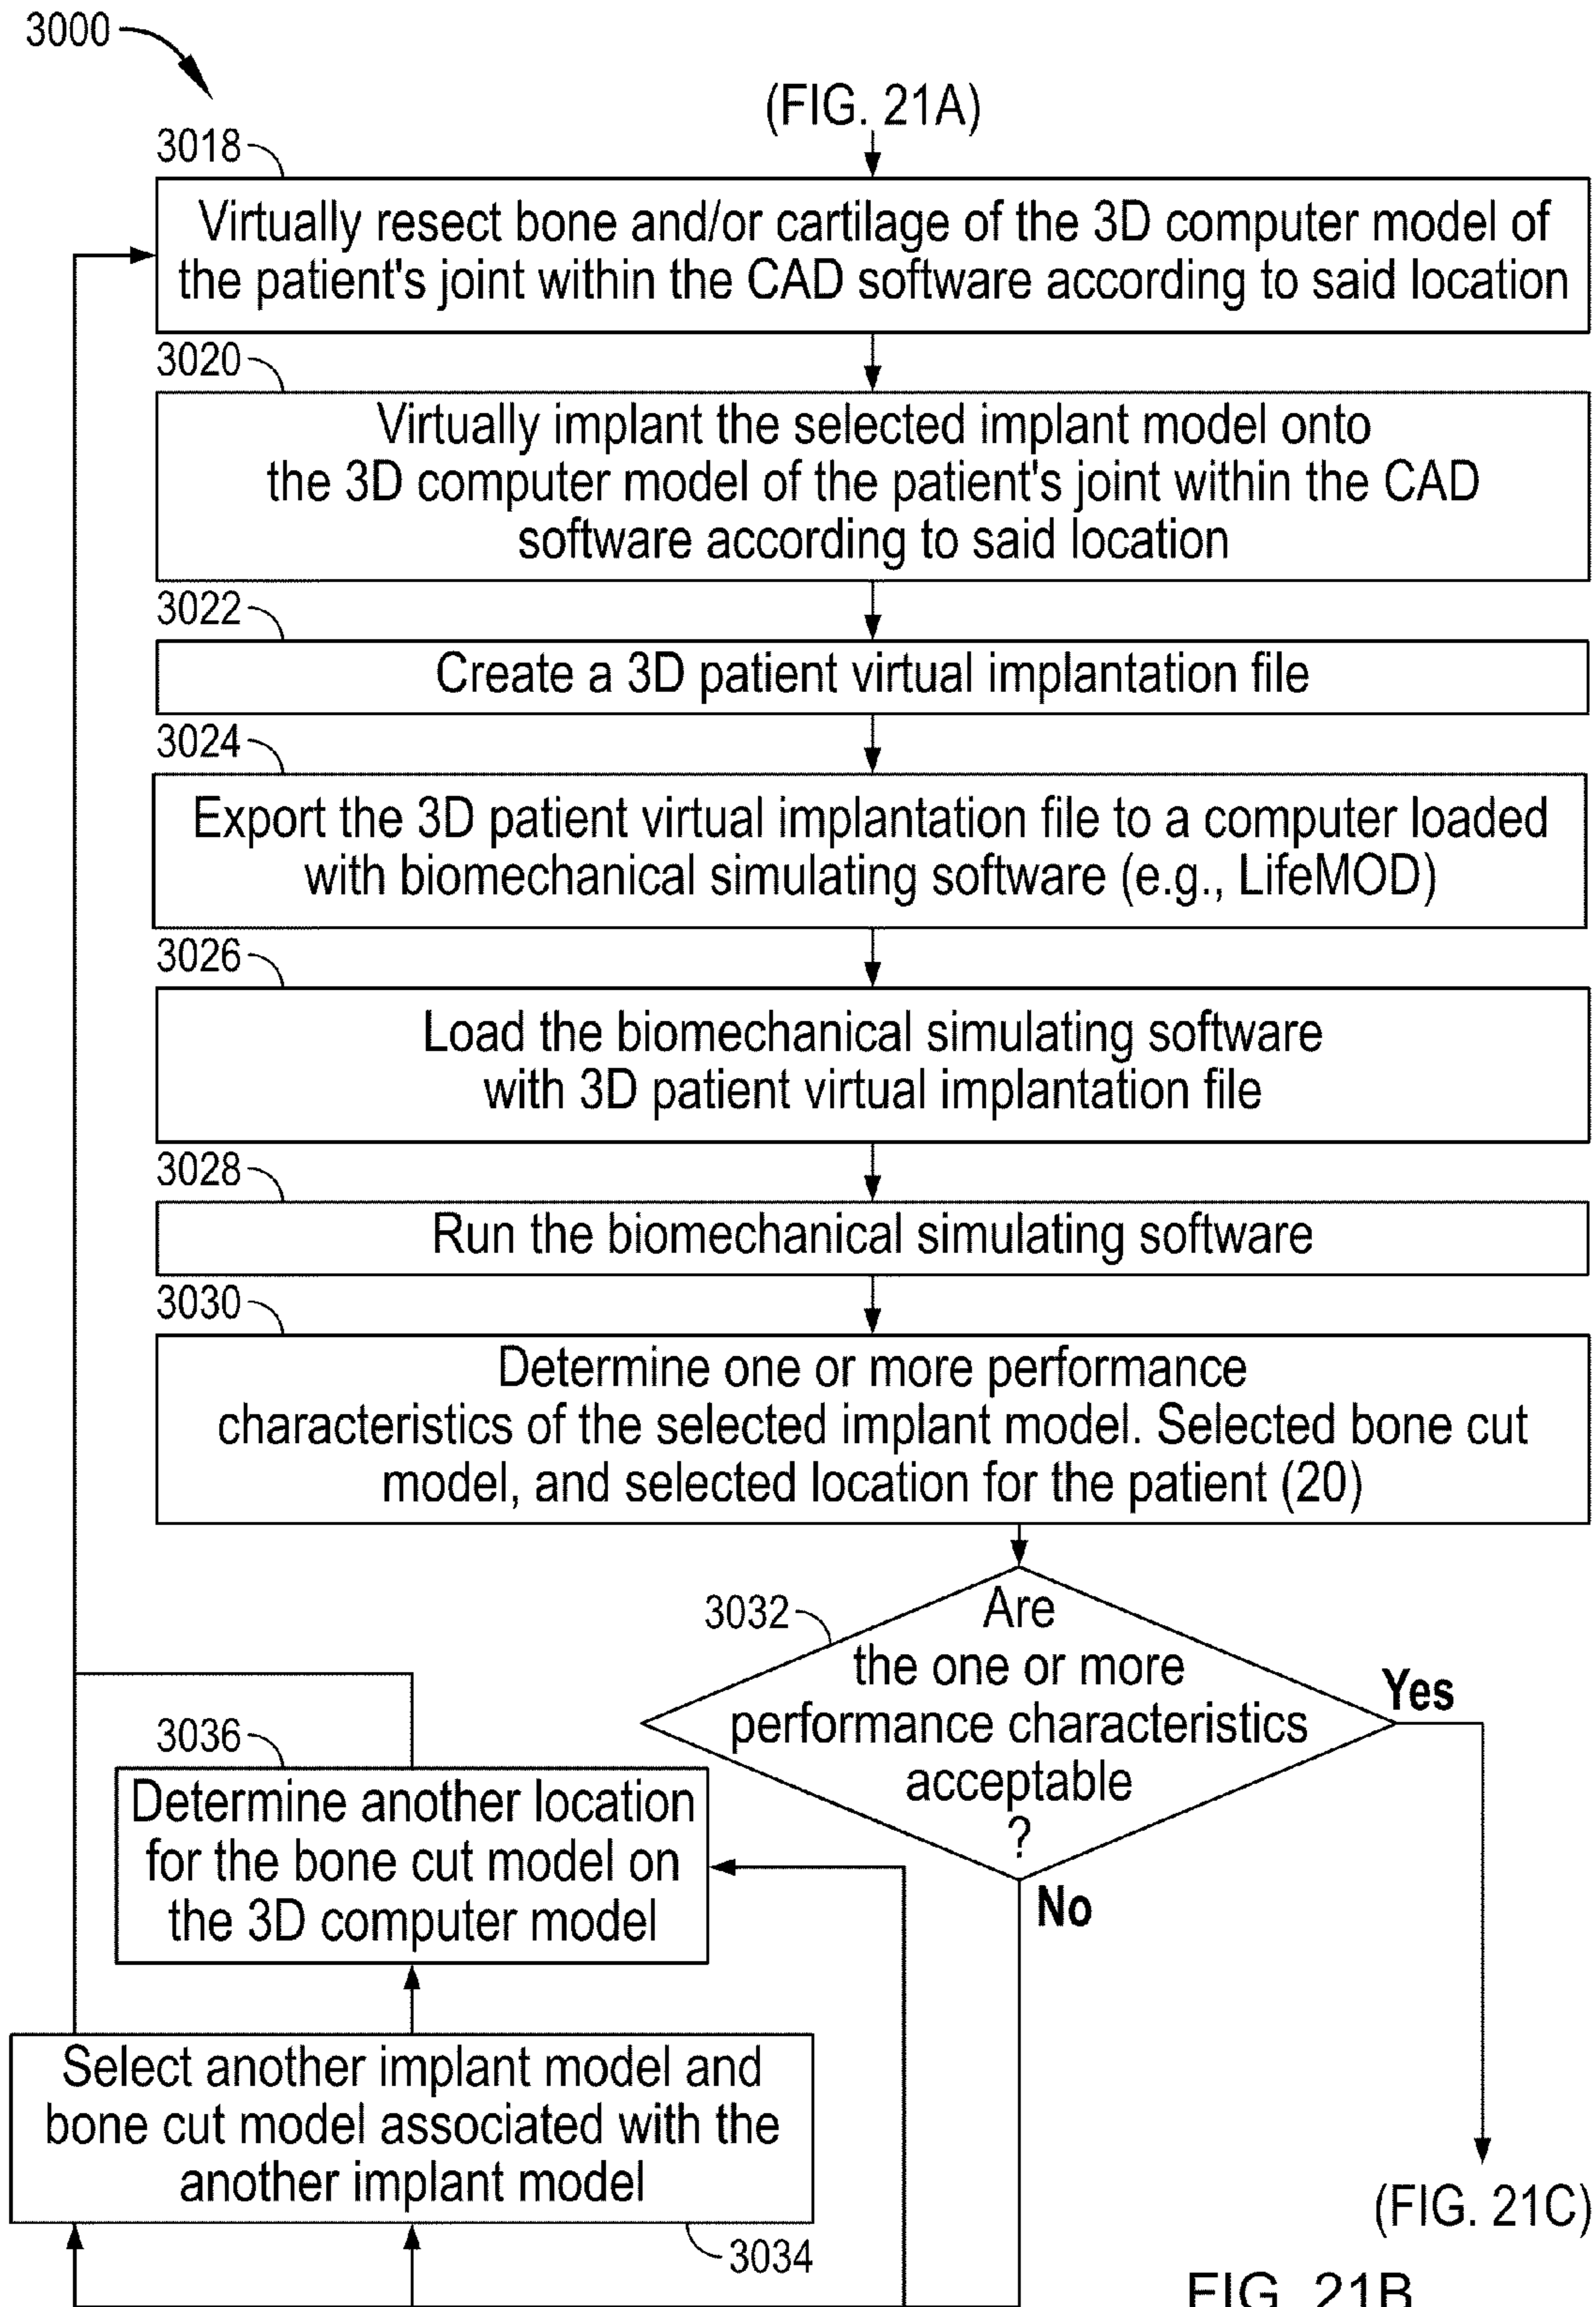 3000
(FIG. 21A)
3018
Virtually resect bone and/or cartilage of the 3D computer model of
the patient's joint within the CAD software according to said location
3020
Virtually implant the selected implant model onto
the 3D computer model of the patient's joint within the CAD
software according to said location
3022
Create a 3D patient virtual implantation file
3024
Export the 3D patient virtual implantation file to a computer loaded
with biomechanical simulating software (e.g., LifeMOD)
3026
Load the biomechanical simulating software
with 3D patient virtual implantation file
3028
Run the biomechanical simulating software
3030
Determine one or more performance
characteristics of the selected implant model. Selected bone cut
model, and selected location for the patient (20)
3032
Are
the one or more
performance characteristics
acceptable
?
Yes
No
3036
Determine another location
for the bone cut model on
the 3D computer model
Select another implant model and
bone cut model associated with the
another implant model
3034
(FIG. 21C)
FIG. 21B